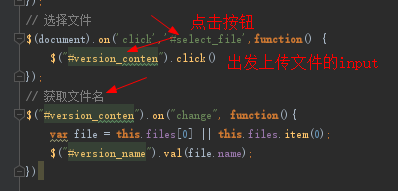 });
// 选择文件
点击按钮
$(document).on('click','#select_file',function() {
$("#version_conten").click()
出发上传文件的input
});
// 获取文件名
$("#version_conten").on("change", function(){
var file = this.files[0] || this.files.item(0);
$("#version_name").val(file.name);
})